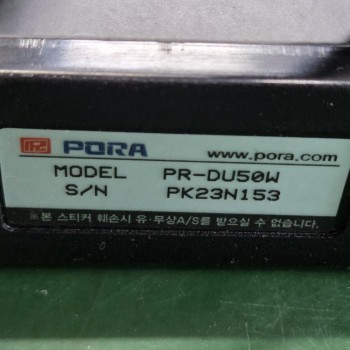 PORA www.pora.com
MODEL PR-DU50W
S/N PK23N153
※본 스티커 훼손시 유·무상A/S를 받으실 수 없습니다.